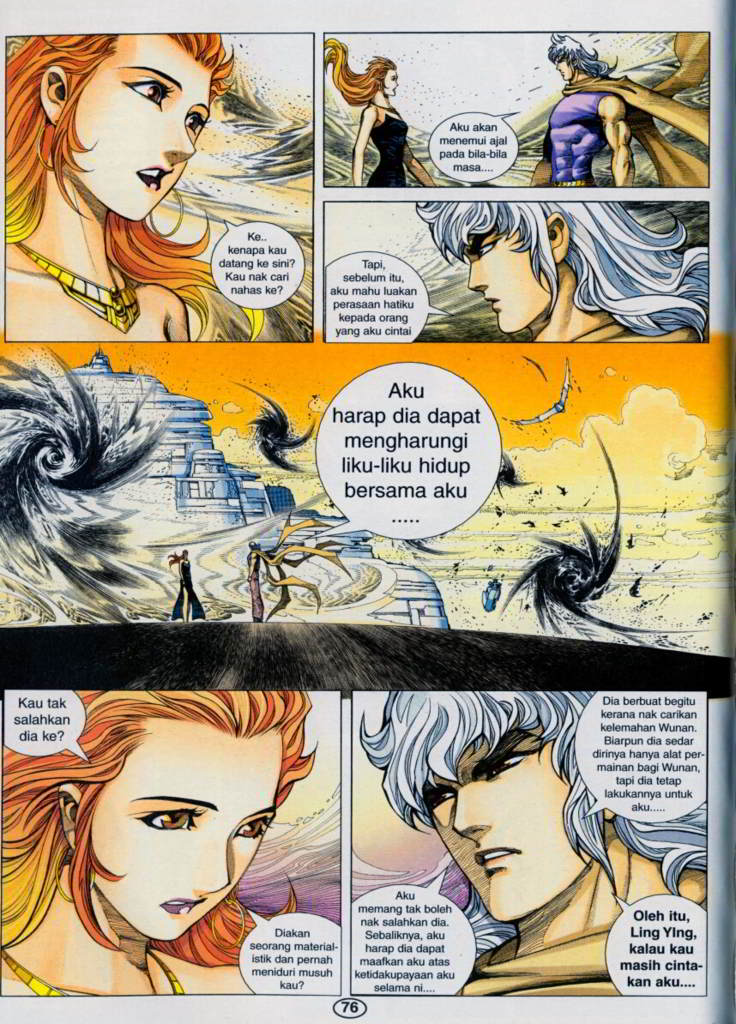 Ke..
kenapa kau
datang ke sini?
Kau nak cari
nahas ke?
Aku akan
menemui ajal
pada bila-bila
masa....
Tapi,
sebelum itu,
aku mahu luakan
perasaan hatiku
kepada orang
yang aku cintai
Aku
harap dia dapat
mengharungi
liku-liku hidup
bersama aku
.....
Kau tak
salahkan
dia ke?
Diakan
seorang material-
istik dan pernah
meniduri musuh
kau?
Dia berbuat begitu
kerana nak carikan
kelemahan Wunan.
Biarpun dia sedar
dirinya hanya alat per-
mainan bagi Wunan,
tapi dia tetap
lakukannya untuk
aku.....
Aku
memang tak boleh
nak salahkan dia.
Sebaliknya, aku
harap dia dapat
maafkan aku atas
ketidakupayaan aku
selama ni....
Oleh itu,
Ling YIng,
kalau kau
masih cinta-
kan aku....
76